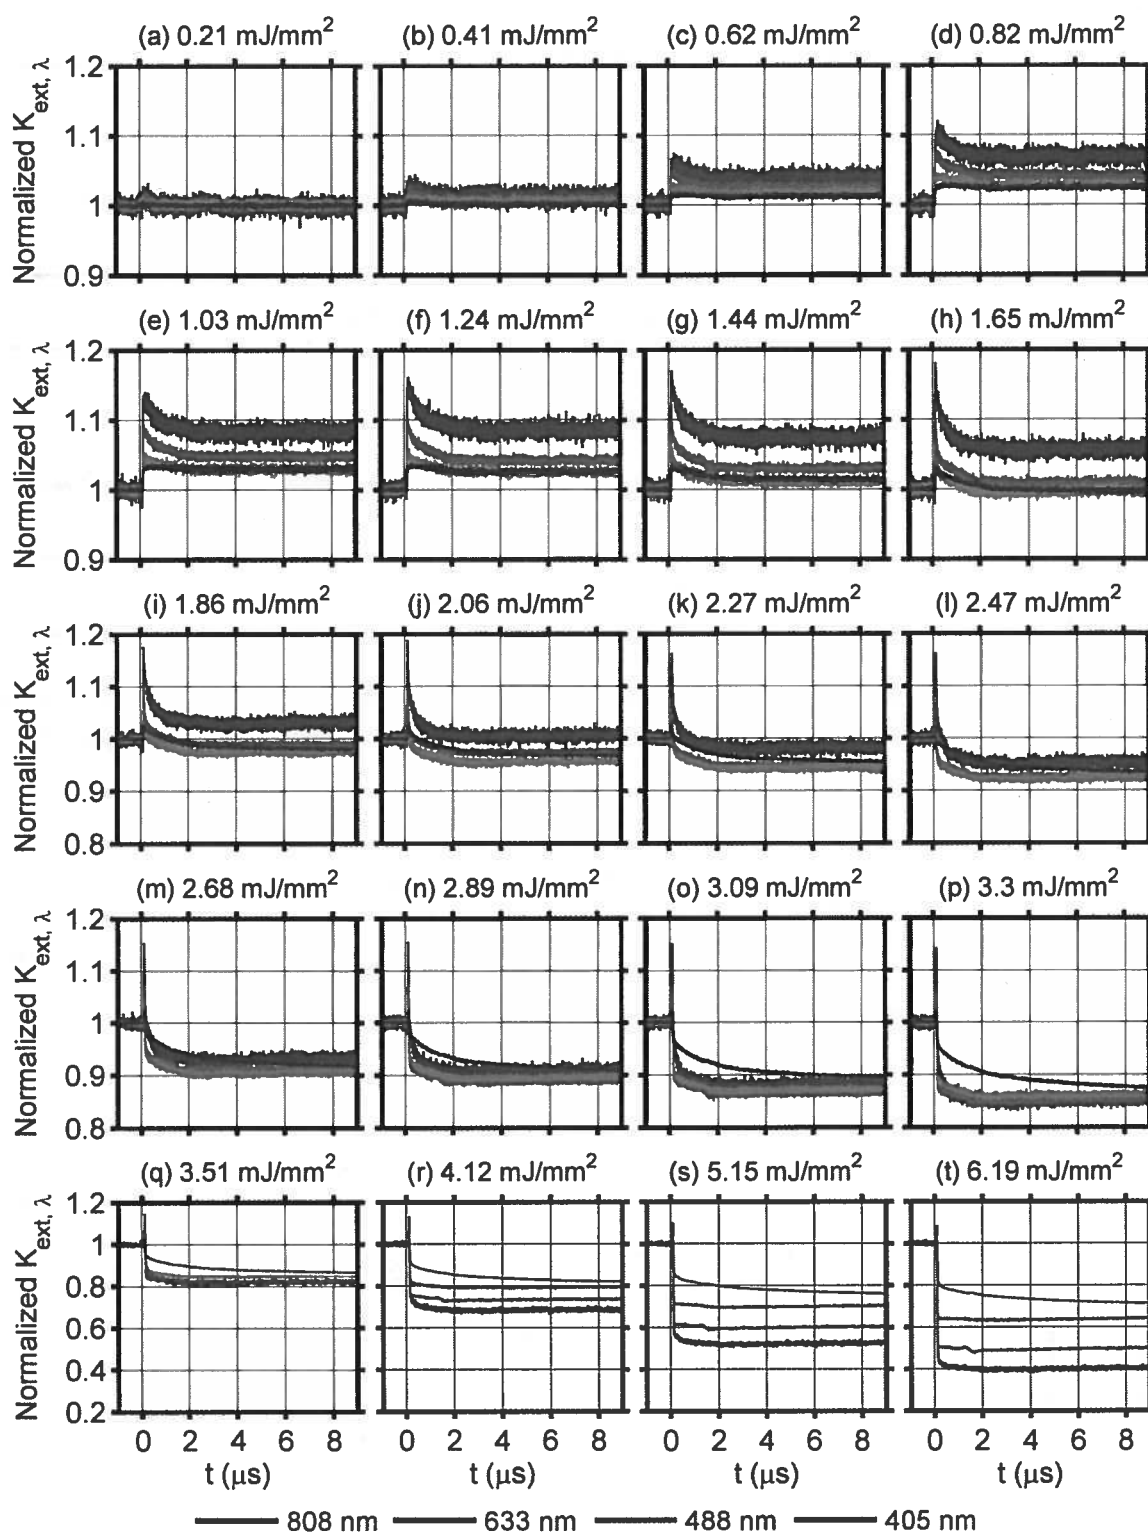 (a) 0.21 mJ/mm² (b) 0.41 mJ/mm² (c) 0.62 mJ/mm² (d) 0.82 mJ/mm²
Normalized K_ext, λ
1.2
1.1
1
0.9
(e) 1.03 mJ/mm² (f) 1.24 mJ/mm² (g) 1.44 mJ/mm² (h) 1.65 mJ/mm²
Normalized K_ext, λ
1.2
1.1
1
0.9
(i) 1.86 mJ/mm² (j) 2.06 mJ/mm² (k) 2.27 mJ/mm² (l) 2.47 mJ/mm²
Normalized K_ext, λ
1.2
1.1
1
0.9
0.8
(m) 2.68 mJ/mm² (n) 2.89 mJ/mm² (o) 3.09 mJ/mm² (p) 3.3 mJ/mm²
Normalized K_ext, λ
1.2
1.1
1
0.9
0.8
(q) 3.51 mJ/mm² (r) 4.12 mJ/mm² (s) 5.15 mJ/mm² (t) 6.19 mJ/mm²
Normalized K_ext, λ
1.2
1
0.8
0.6
0.4
0.2
0 2 4 6 8 0 2 4 6 8 0 2 4 6 8 0 2 4 6 8
t (μs) t (μs) t (μs) t (μs)
808 nm 633 nm 488 nm 405 nm